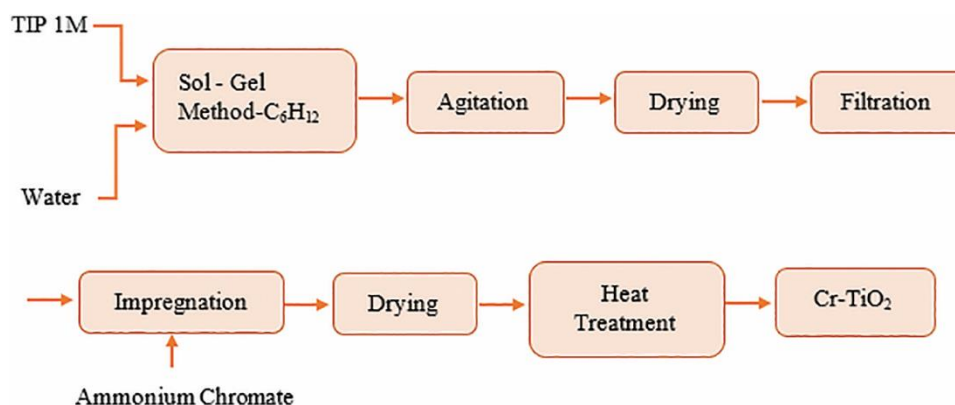 TIP 1M
Sol - Gel
Method-C₆H₁₂
Agitation
Drying
Filtration
Water
Impregnation
Drying
Heat
Treatment
Cr-TiO₂
Ammonium Chromate